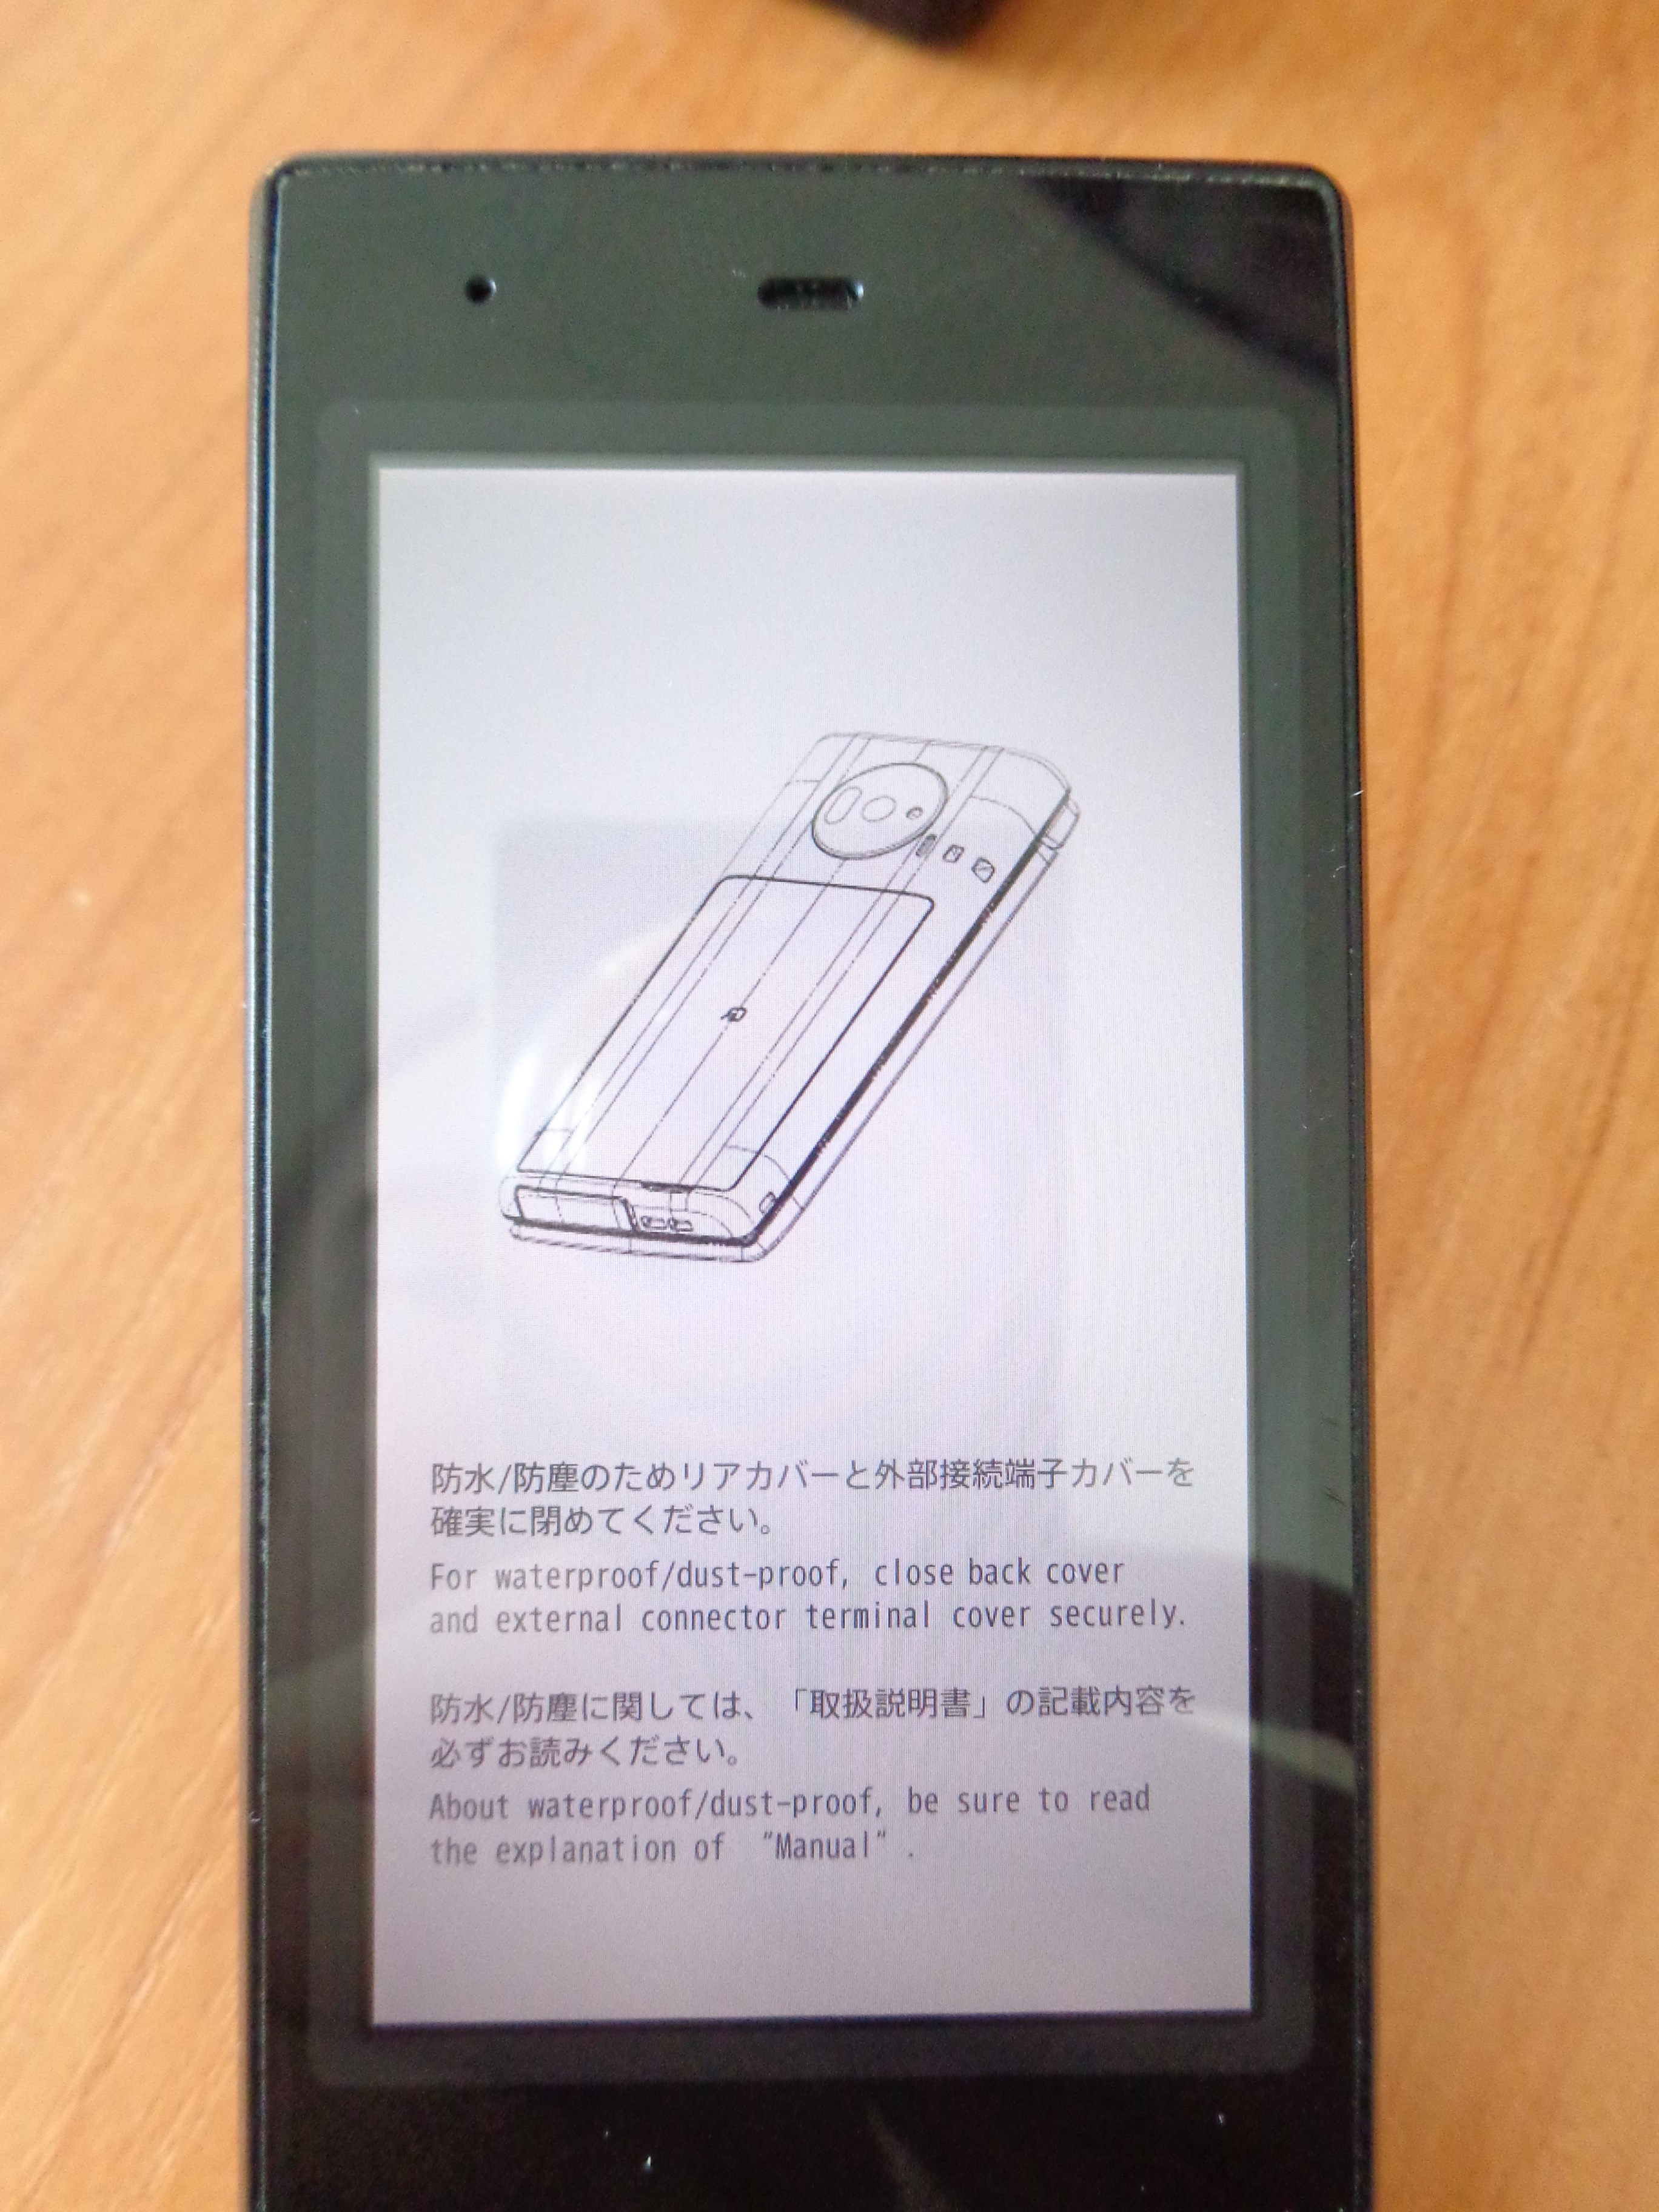 防水/防塵のためリアカバーと外部接続端子カバーを
確実に閉めてください。
For waterproof/dust-proof, close back cover
and external connector terminal cover securely.
防水/防塵に関しては、「取扱説明書」の記載内容を
必ずお読みください。
About waterproof/dust-proof, be sure to read
the explanation of "Manual".